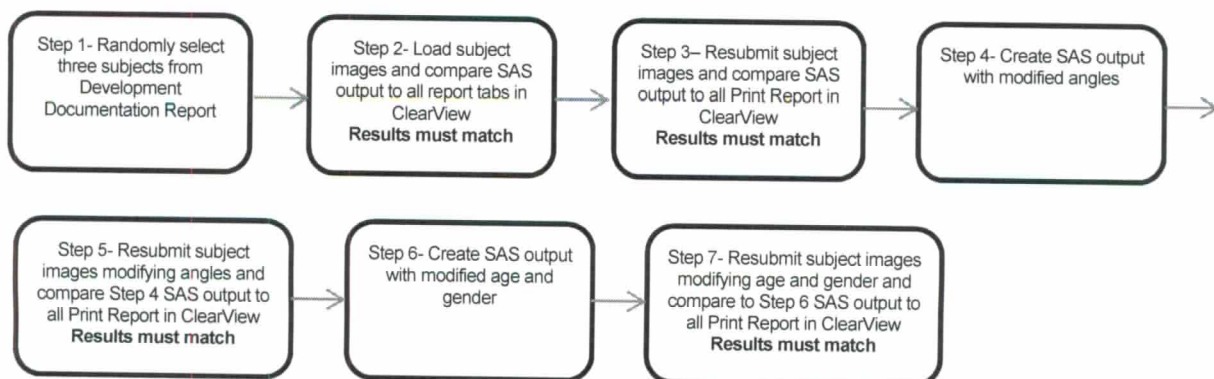 Step 1- Randomly select
three subjects from
Development
Documentation Report
Step 2- Load subject
images and compare SAS
output to all report tabs in
ClearView
Results must match
Step 3– Resubmit subject
images and compare SAS
output to all Print Report in
ClearView
Results must match
Step 4- Create SAS output
with modified angles
Step 5- Resubmit subject
images modifying angles and
compare Step 4 SAS output to
all Print Report in ClearView
Results must match
Step 6- Create SAS output
with modified age and
gender
Step 7- Resubmit subject images
modifying age and gender and
compare to Step 6 SAS output to
all Print Report in ClearView
Results must match